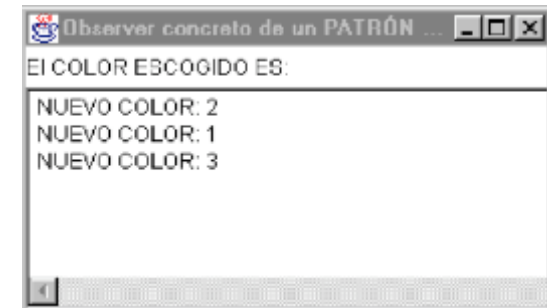 Observer concreto de un PATRÓN ...
El COLOR ESCOGIDO ES:
NUEVO COLOR: 2
NUEVO COLOR: 1
NUEVO COLOR: 3